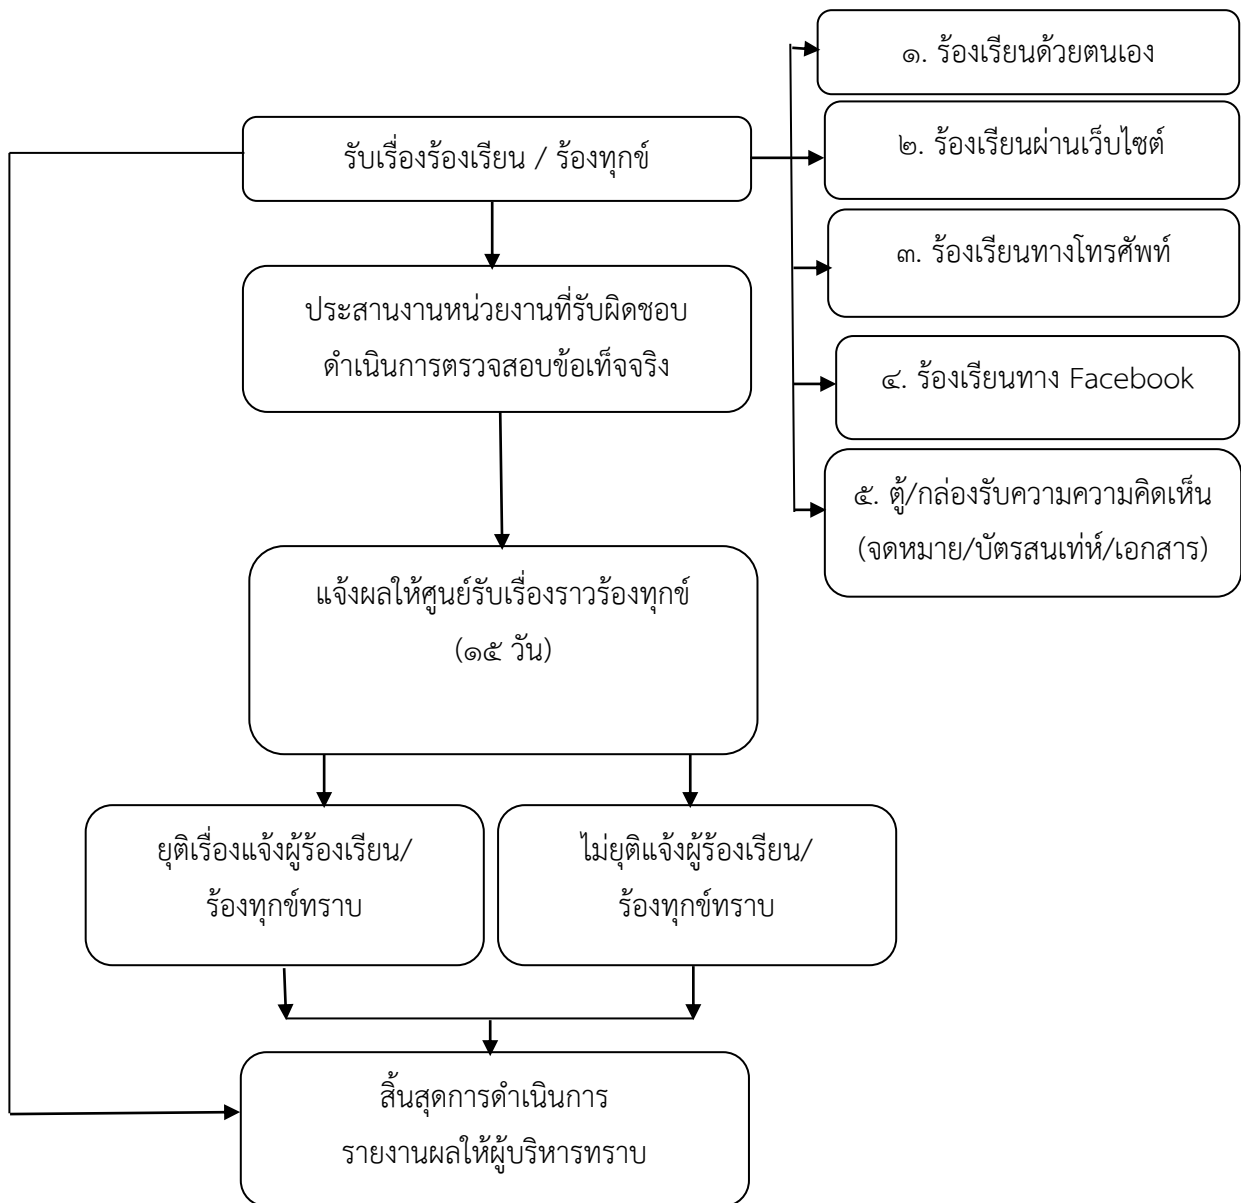 ๑. ร้องเรียนด้วยตนเอง
รับเรื่องร้องเรียน / ร้องทุกข์
๒. ร้องเรียนผ่านเว็บไซต์
๓. ร้องเรียนทางโทรศัพท์
ประสานงานหน่วยงานที่รับผิดชอบ
ดำเนินการตรวจสอบข้อเท็จจริง
๔. ร้องเรียนทาง Facebook
๕. ตู้/กล่องรับความความคิดเห็น
(จดหมาย/บัตรสนเท่ห์/เอกสาร)
แจ้งผลให้ศูนย์รับเรื่องราวร้องทุกข์
(๑๕ วัน)
ยุติเรื่องแจ้งผู้ร้องเรียน/
ร้องทุกข์ทราบ
ไม่ยุติแจ้งผู้ร้องเรียน/
ร้องทุกข์ทราบ
สิ้นสุดการดำเนินการ
รายงานผลให้ผู้บริหารทราบ